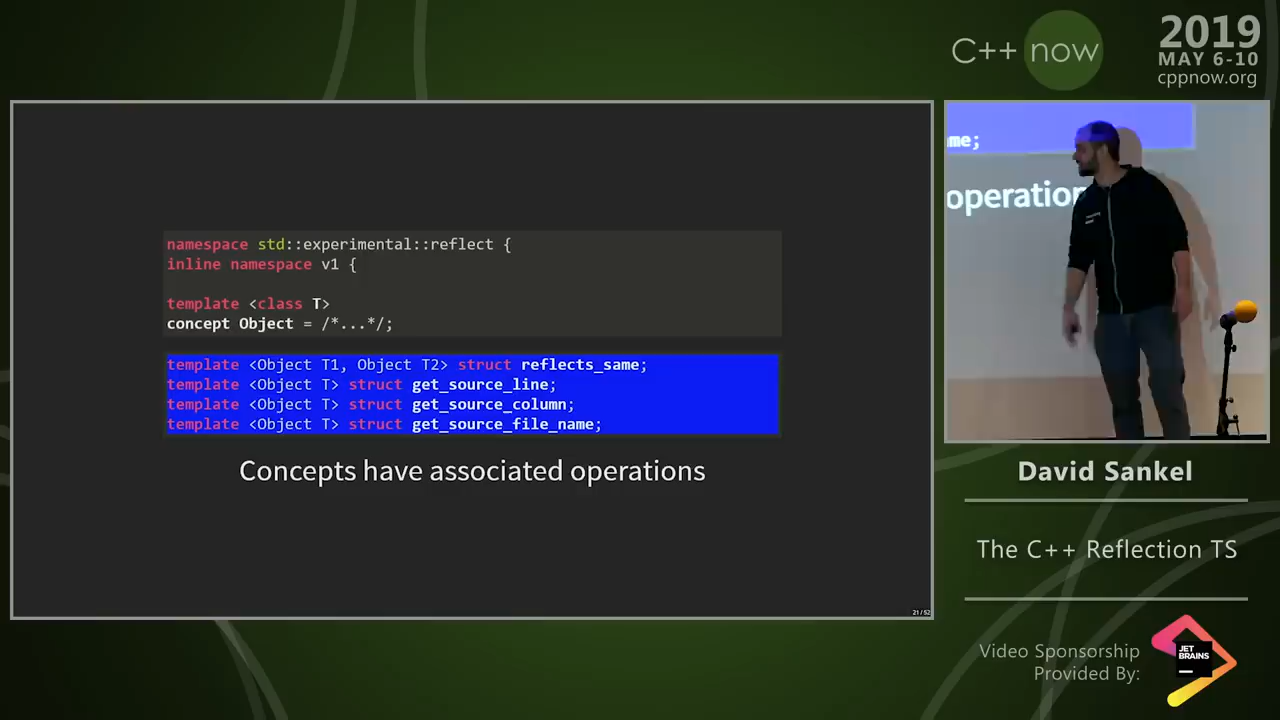 C++ now
2019
MAY 6-10
cppnow.org
namespace std::experimental::reflect {
inline namespace v1 {
template <class T>
concept Object = /*...*/;
template <Object T1, Object T2> struct reflects_same;
template <Object T> struct get_source_line;
template <Object T> struct get_source_column;
template <Object T> struct get_source_file_name;
Concepts have associated operations
21 / 52
me;
operation
David Sankel
The C++ Reflection TS
Video Sponsorship
Provided By:
JET
BRAINS